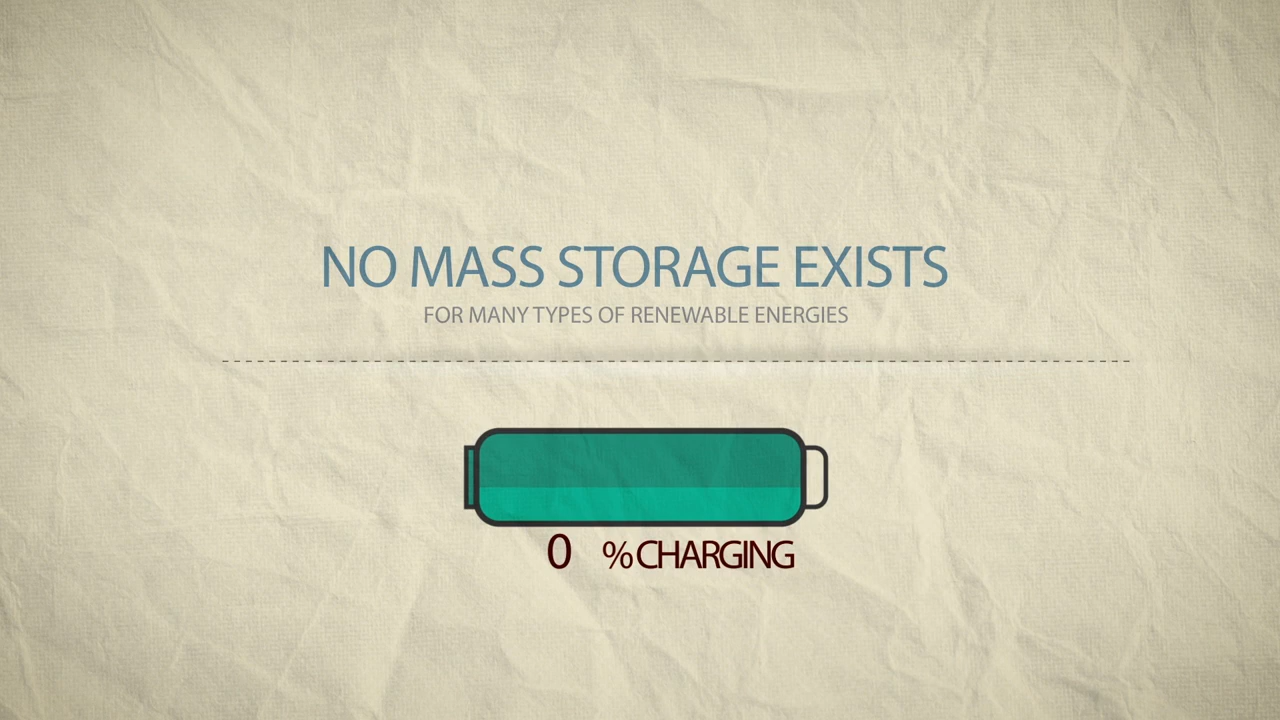 NO MASS STORAGE EXISTS
FOR MANY TYPES OF RENEWABLE ENERGIES
0 % CHARGING